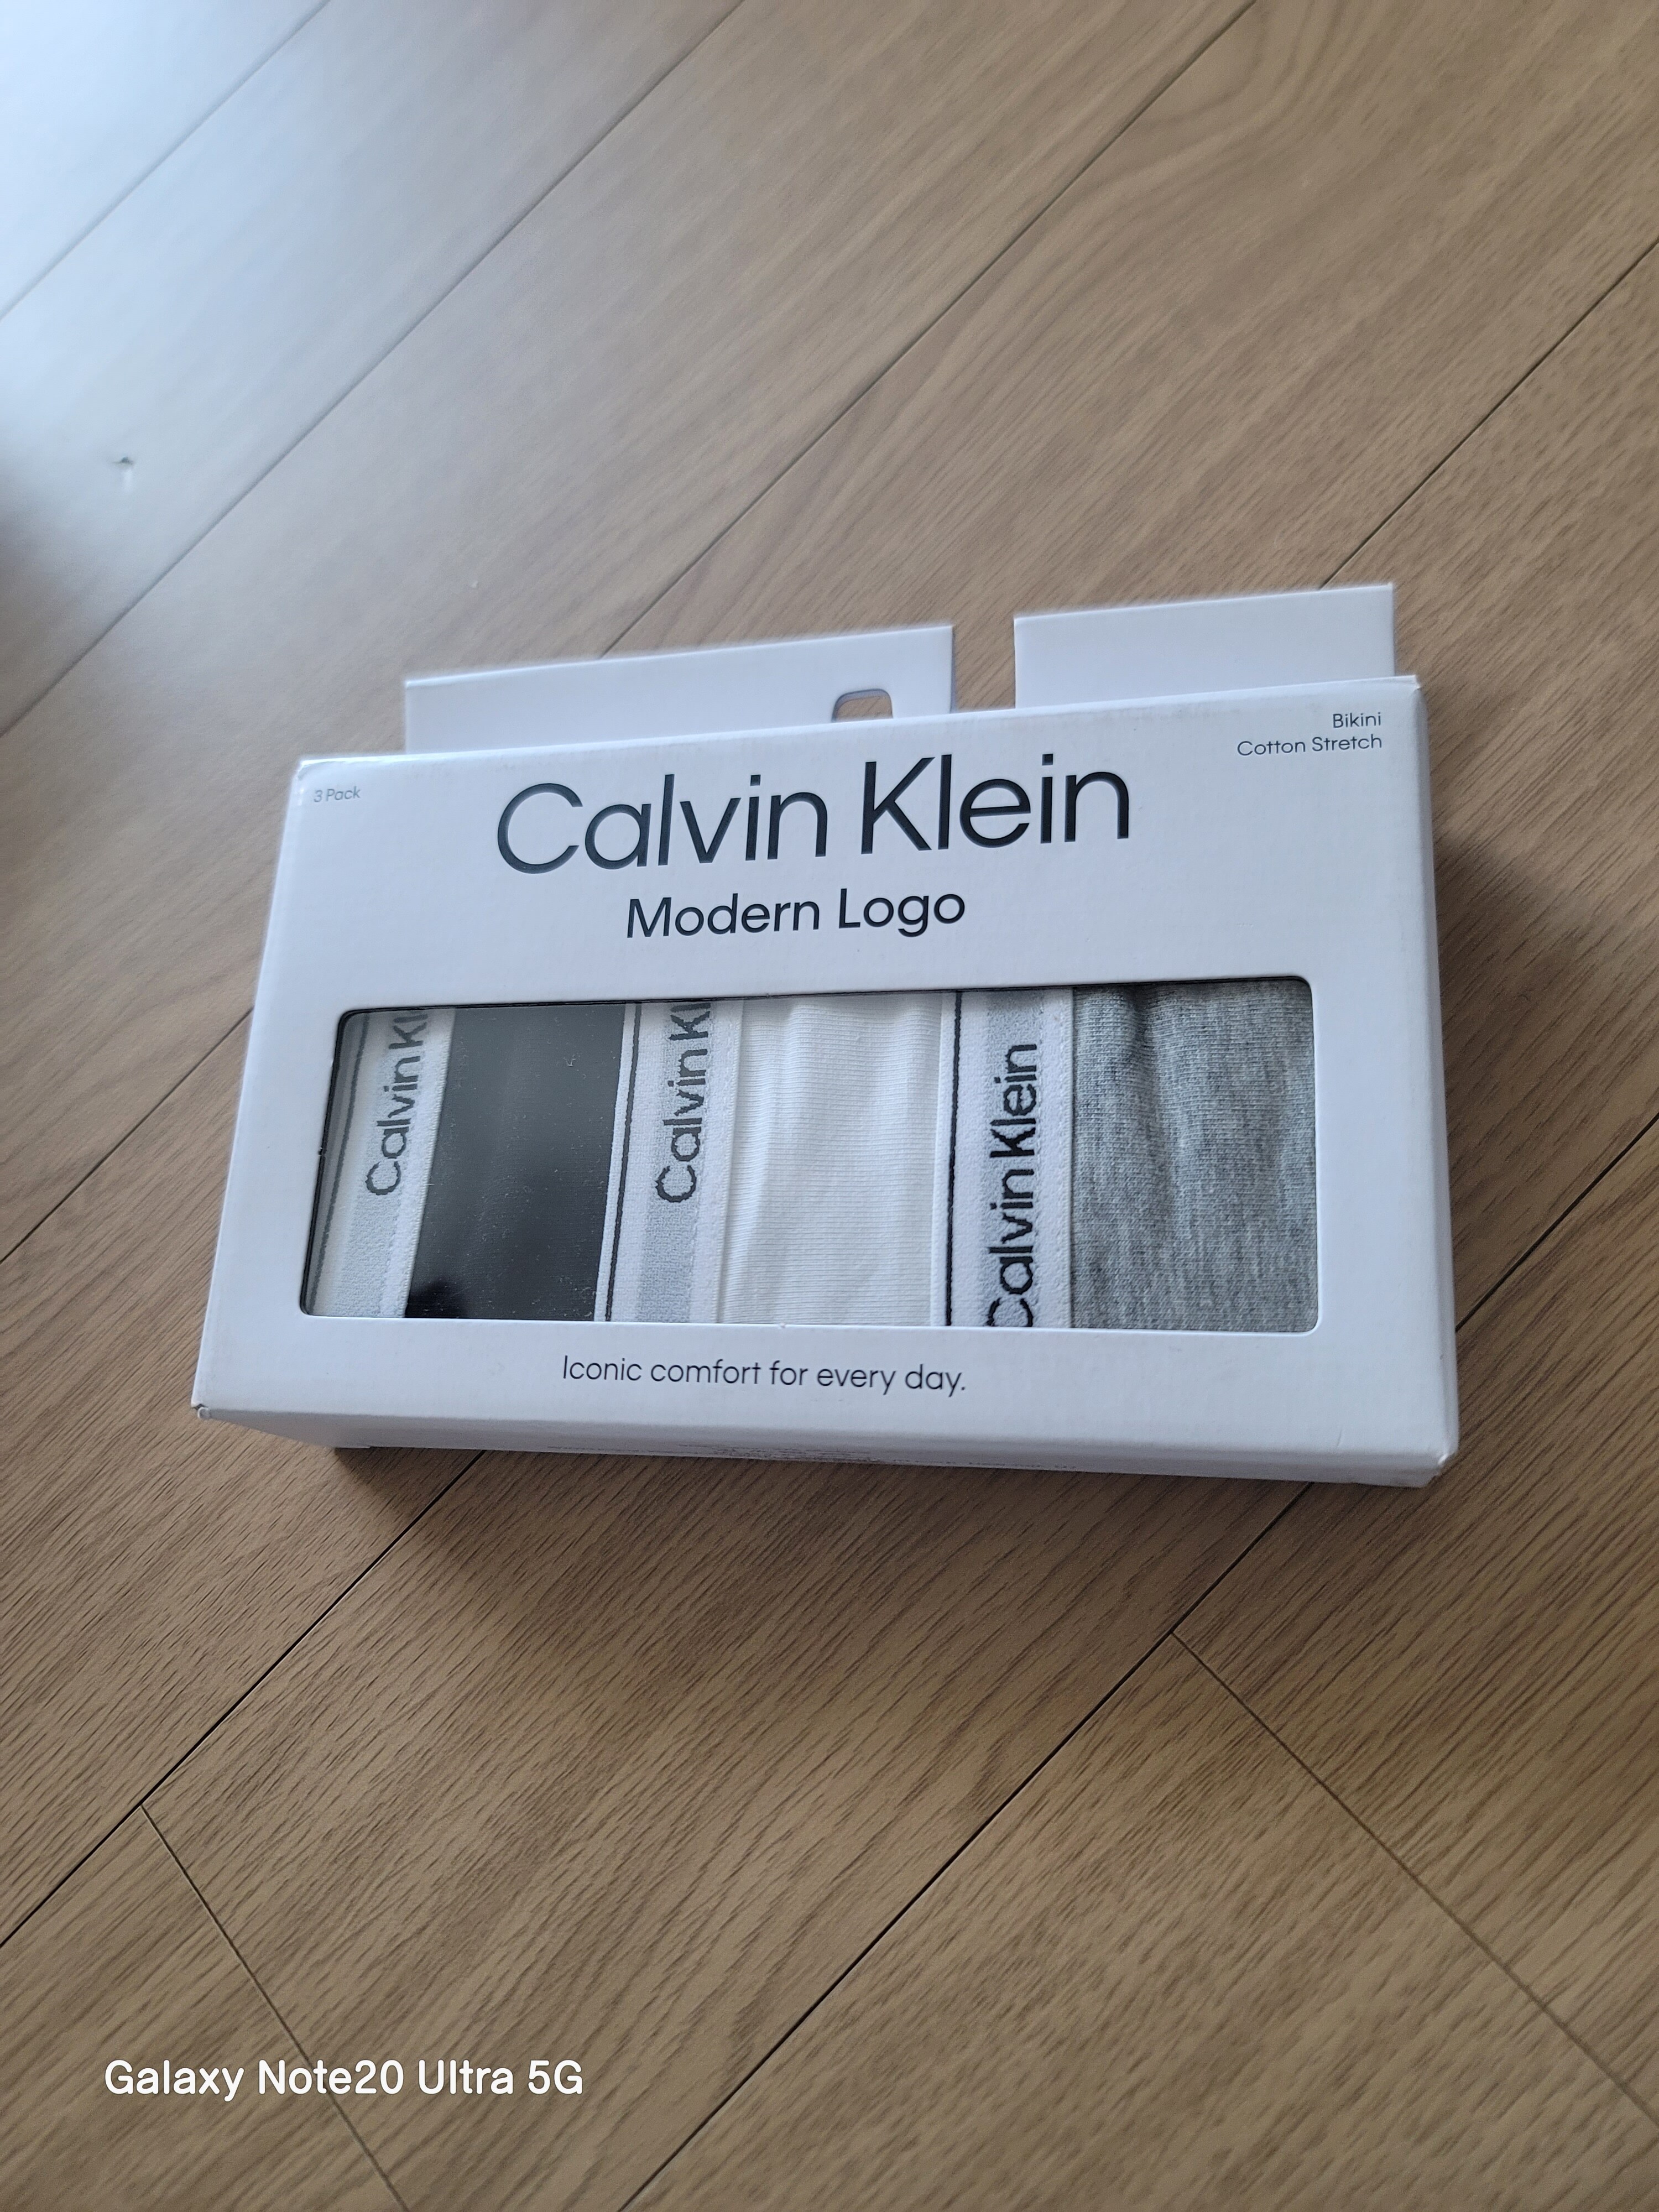 3 Pack
Bikini
Cotton Stretch
Calvin Klein
Modern Logo
Calvin Kl
Calvin Kl
Calvin Klein
Iconic comfort for every day.
Galaxy Note20 Ultra 5G